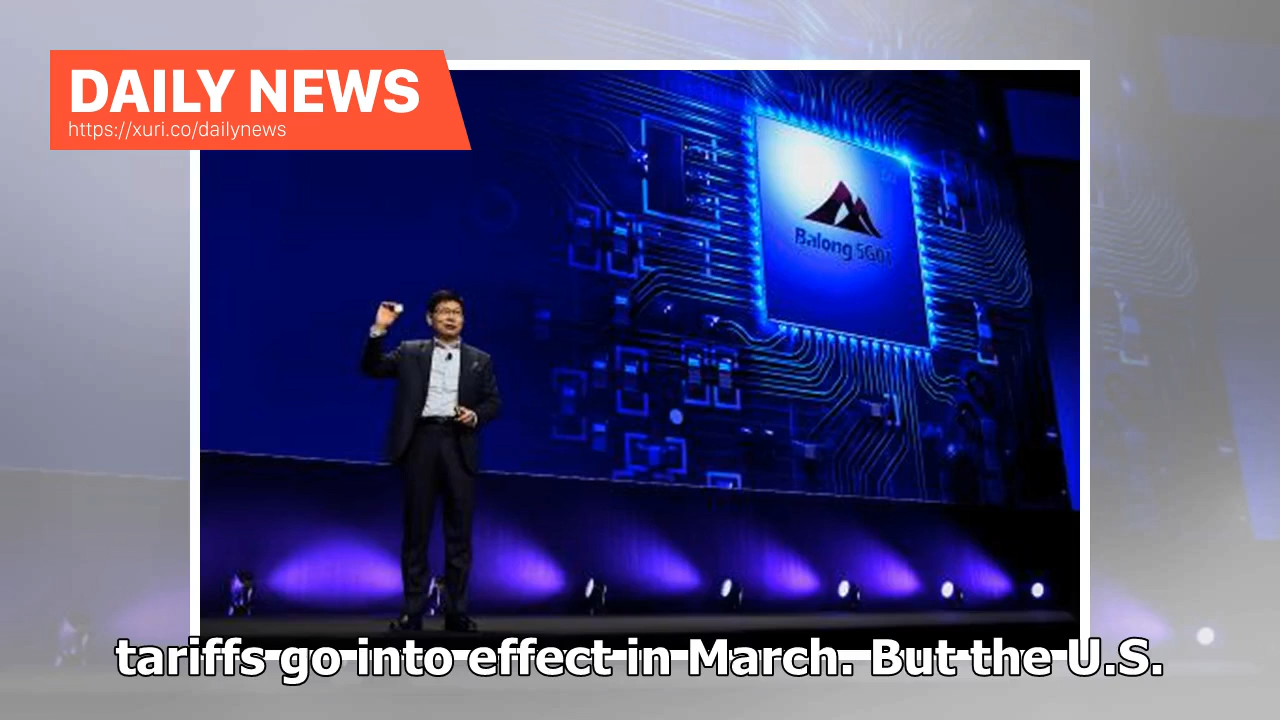 DAILY NEWS
https://xuri.co/dailynews
Balong 5G01
tariffs go into effect in March. But the U.S.